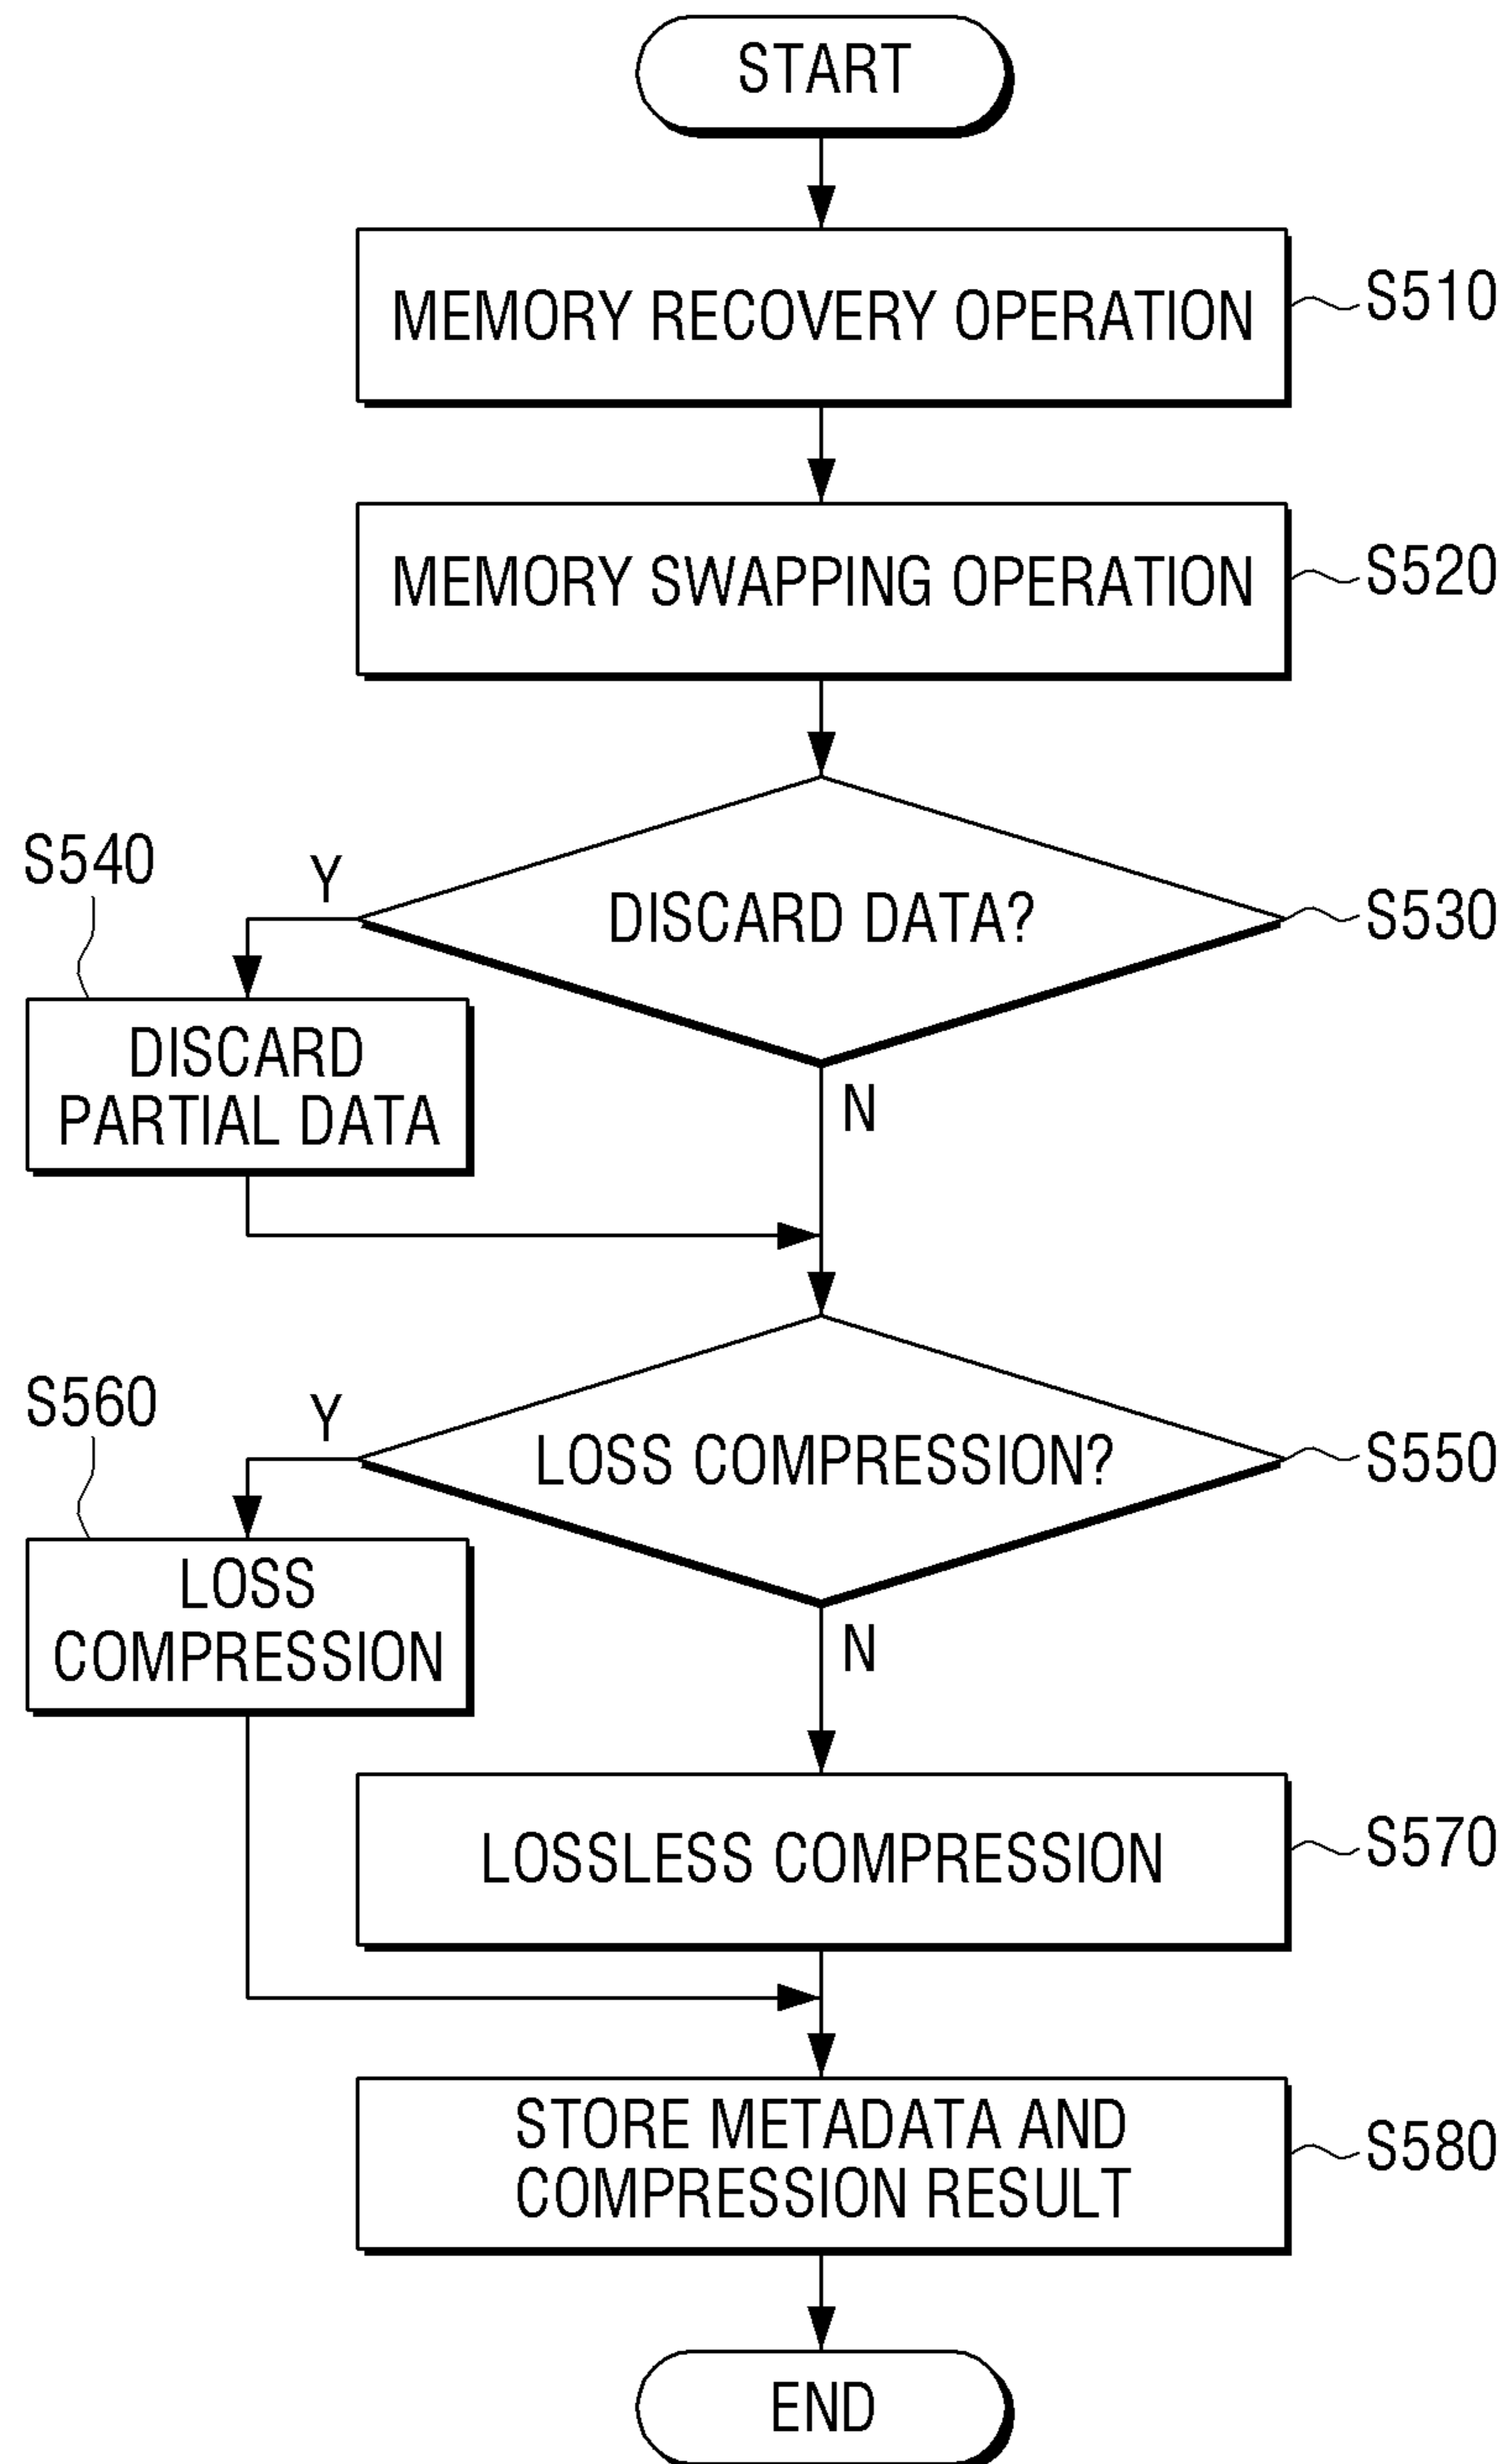 START
MEMORY RECOVERY OPERATION
S510
MEMORY SWAPPING OPERATION
S520
S540
Y
DISCARD DATA?
S530
DISCARD
PARTIAL DATA
N
S560
Y
LOSS COMPRESSION?
S550
LOSS
COMPRESSION
N
LOSSLESS COMPRESSION
S570
STORE METADATA AND
COMPRESSION RESULT
S580
END